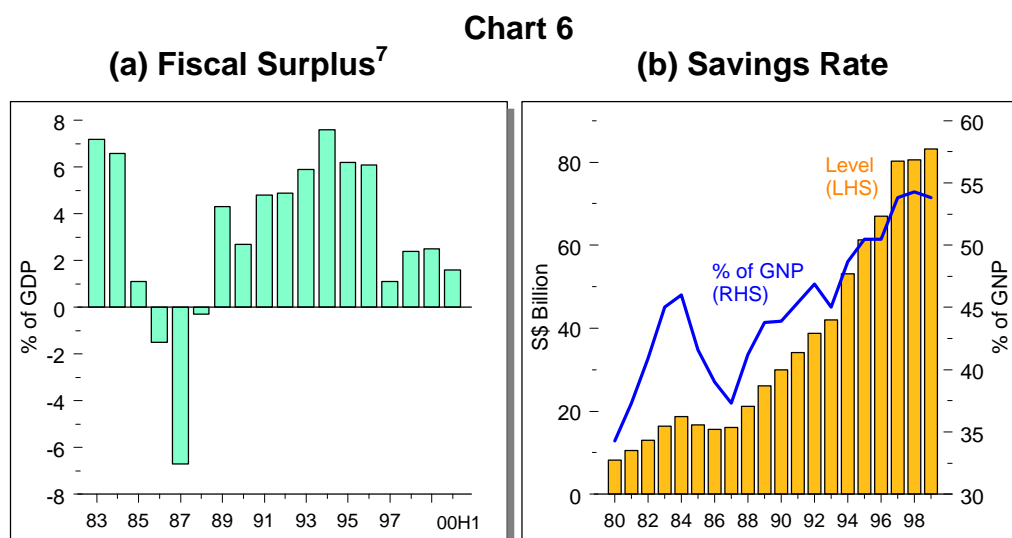 Chart 6
(a) Fiscal Surplus7
(b) Savings Rate
% of GDP
8
6
4
2
0
-2
-4
-6
-8
83 85 87 89 91 93 95 97 00H1
S$ Billion
80
60
40
20
0
Level
(LHS)
% of GNP
(RHS)
% of GNP
60
55
50
45
40
35
30
80 82 84 86 88 90 92 94 96 98